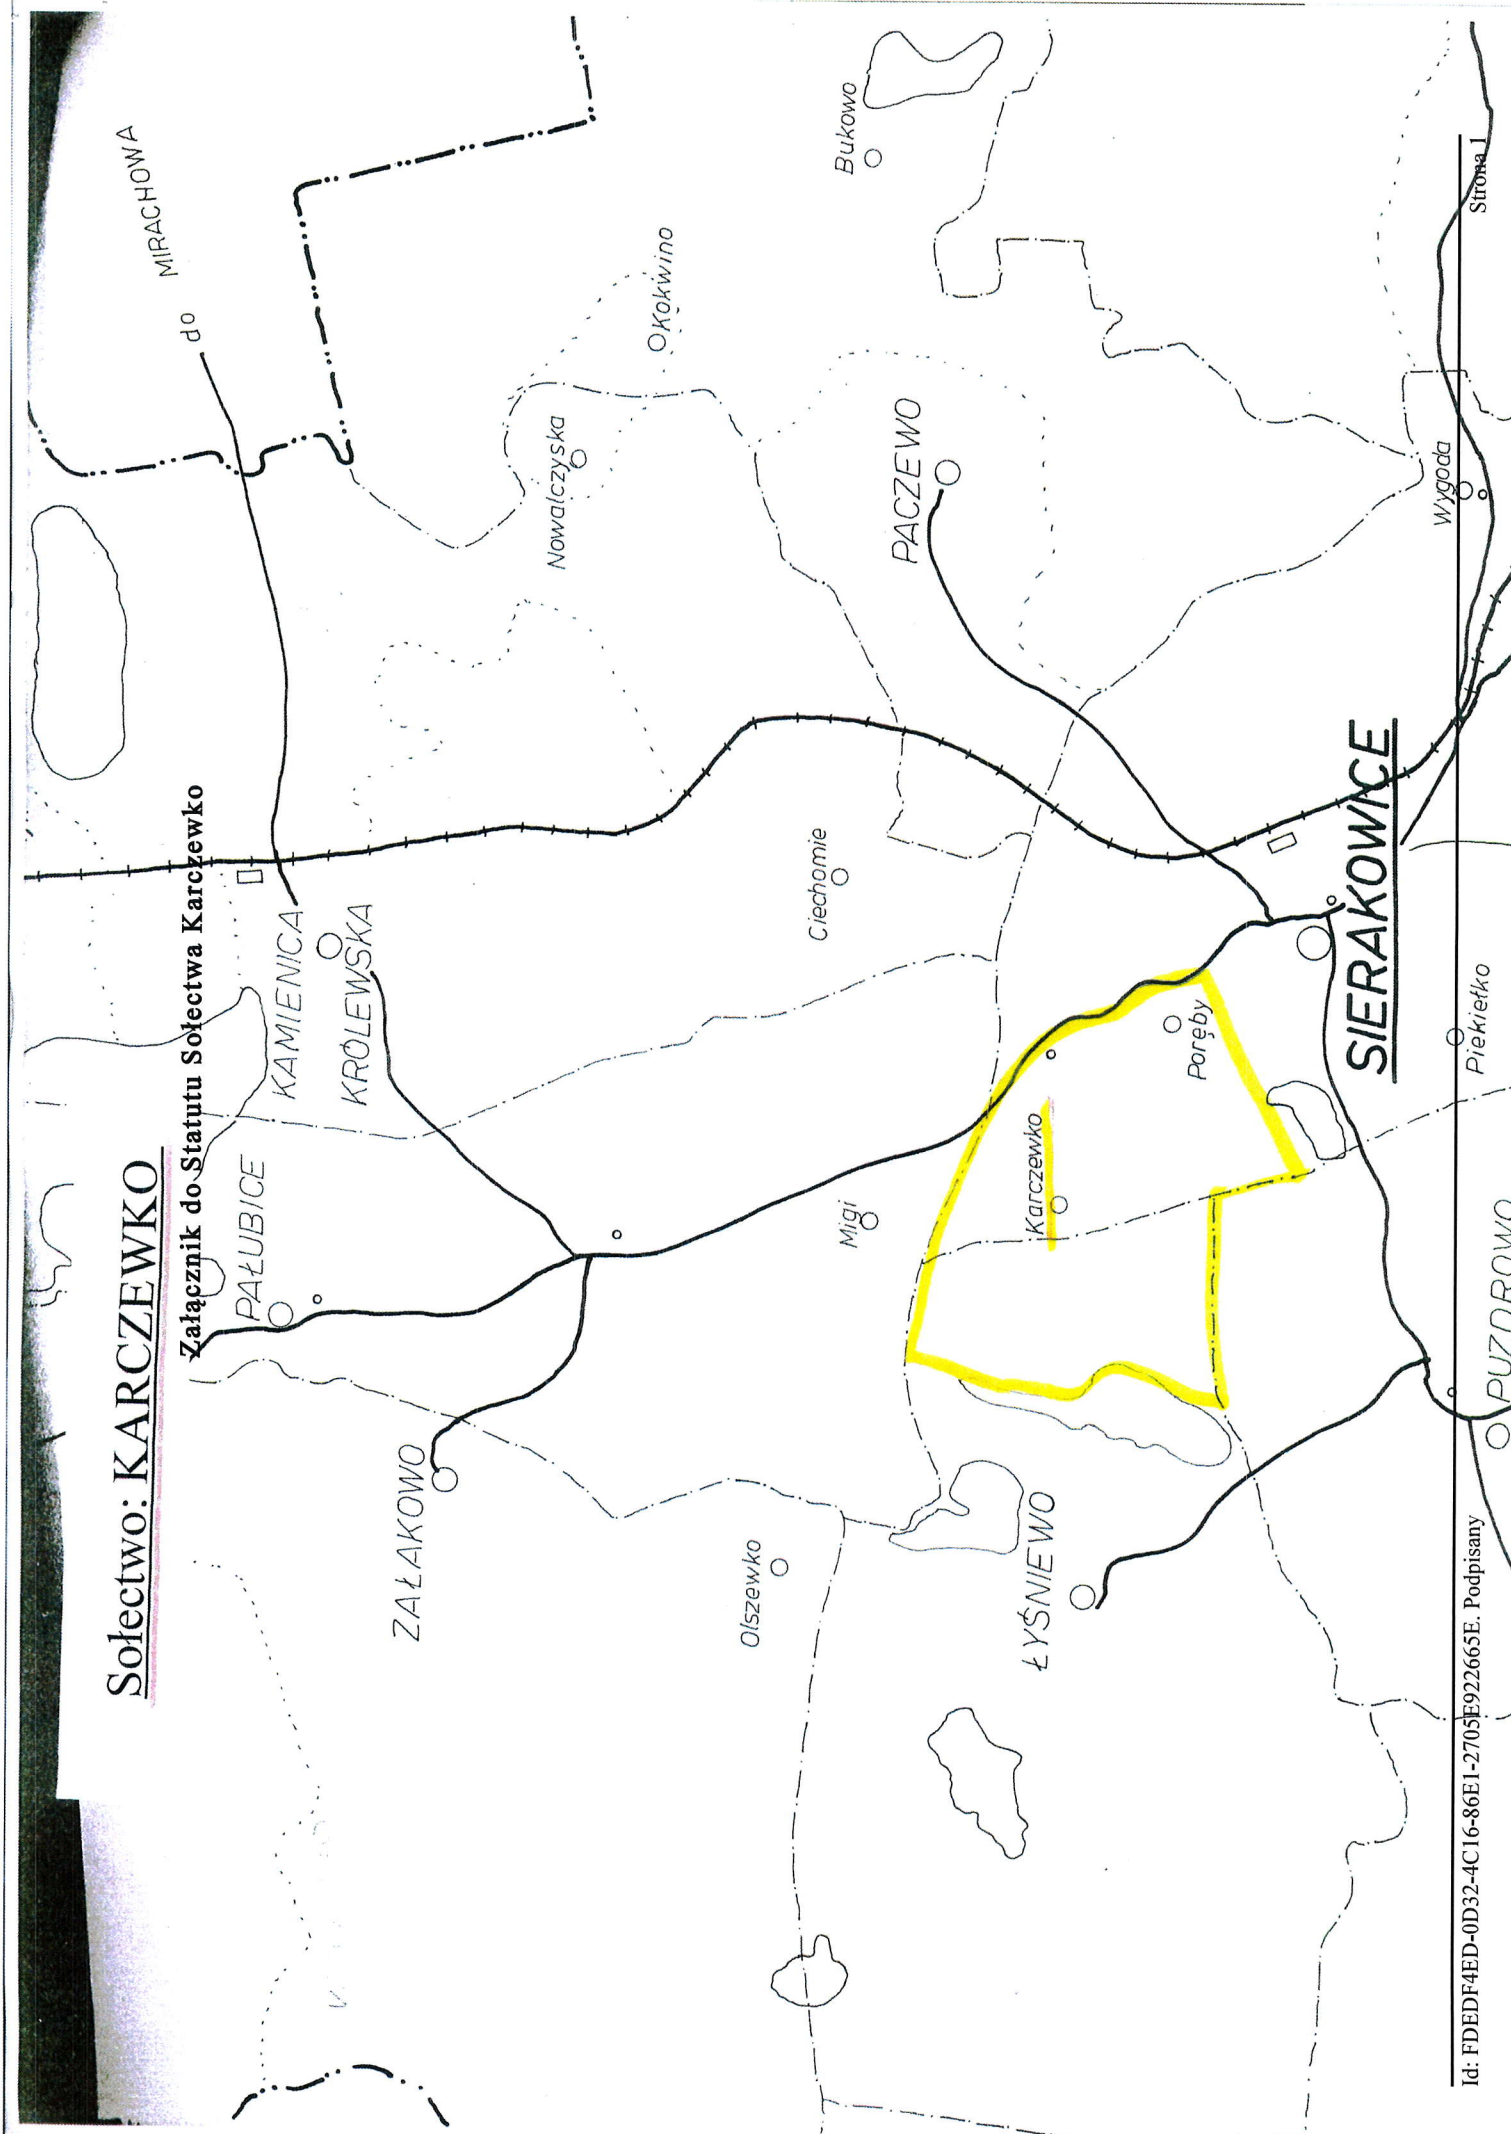 Sołectwo: KARCZEWKO
Załącznik do Statutu Sołectwa Karczewko
do MIRACHOWA
PAŁUBICE
KAMIENICA
KRÓLEWSKA
ZAŁAKOWO
Nowalczyska
Kokwino
Olszewko
Migi
Ciechomie
Bukowo
PACZEWO
ŁYŚNIEWO
Karczewko
Poręby
SIERAKOWICE
Wygoda
Piekiełko
PUZDROWO
Id: FDEDF4ED-0D32-4C16-86E1-2705E922665E. Podpisany
Strona 1